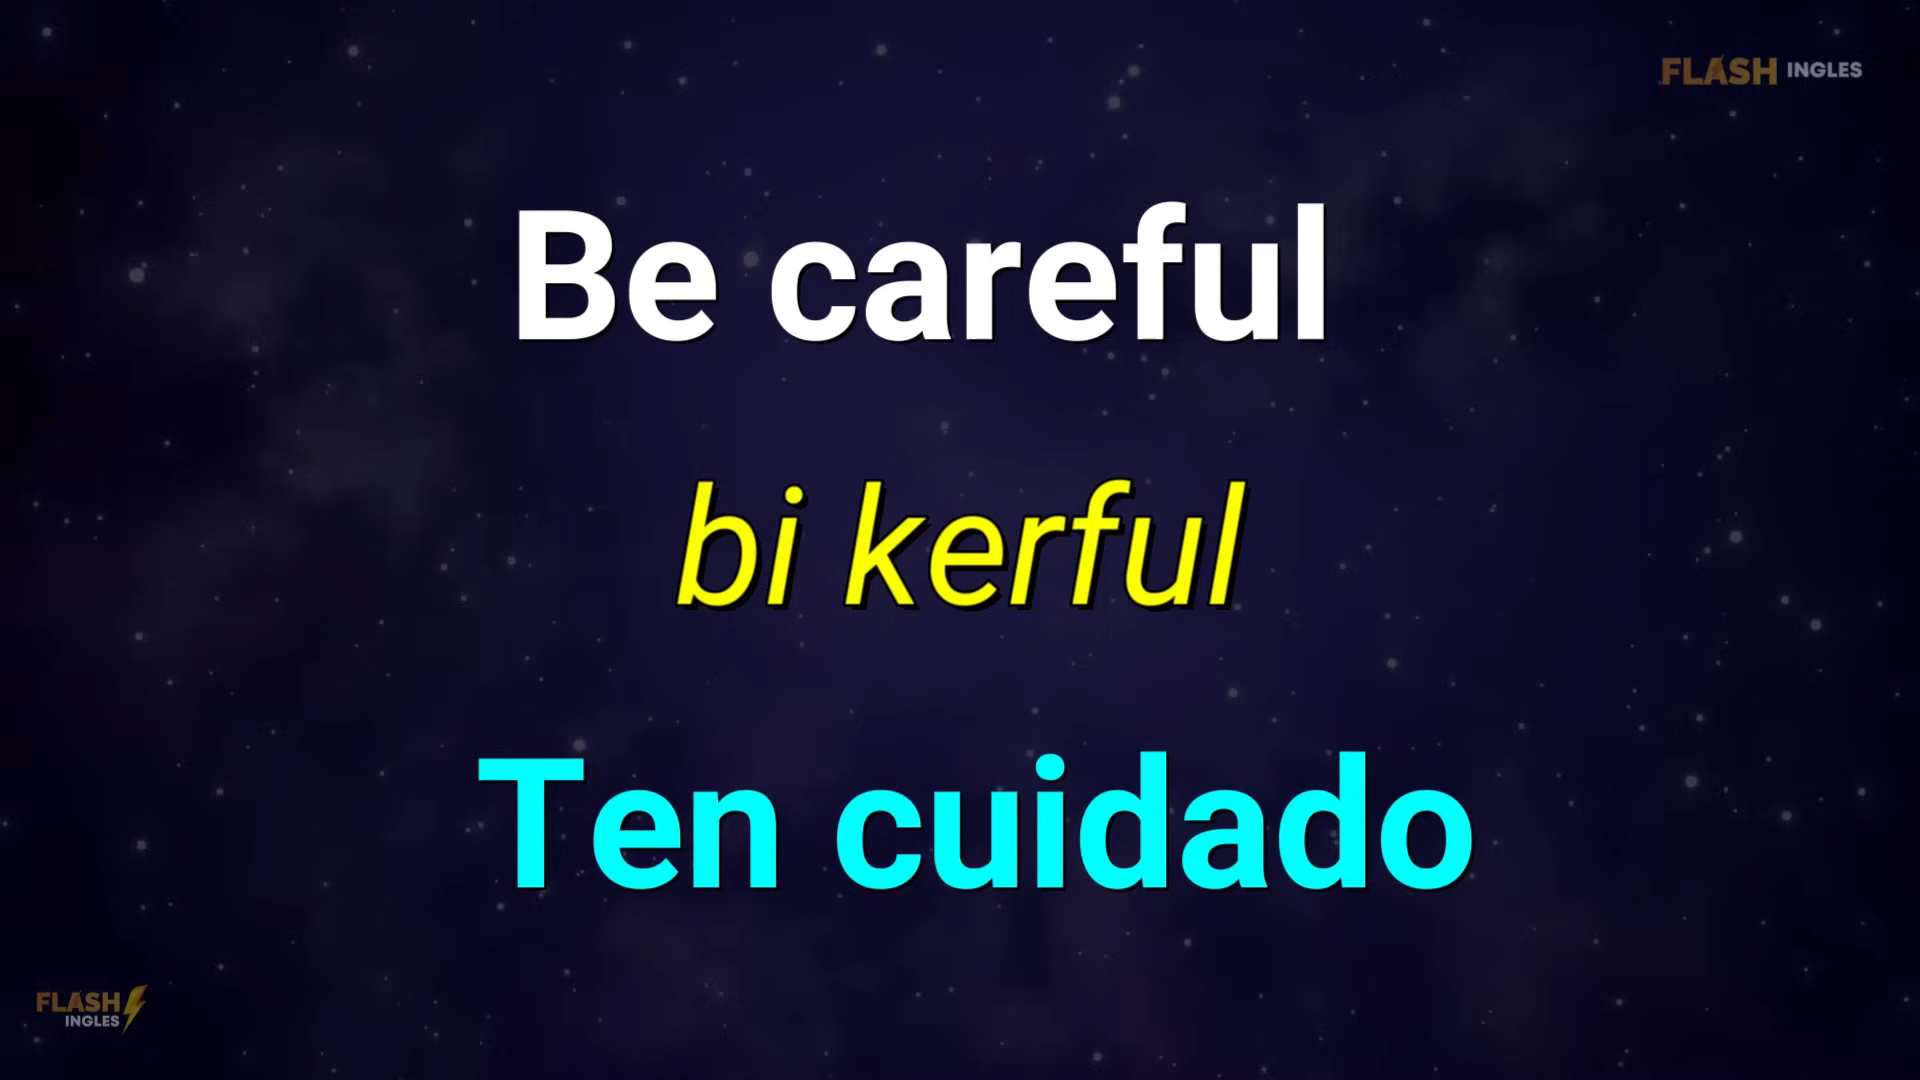 FLASH INGLES
Be careful
bi kerful
Ten cuidado
FLASH
INGLES